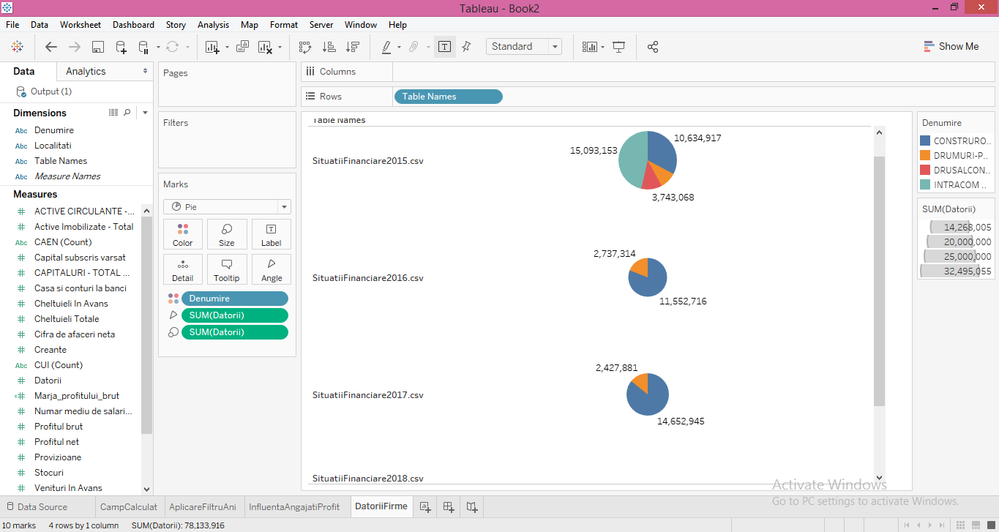 Tableau - Book2
File Data Worksheet Dashboard Story Analysis Map Format Server Window Help
Standard
Show Me
Data Analytics
Output (1)
Dimensions
Abc Denumire
Abc Localitati
Abc Table Names
Abc Measure Names
Measures
# ACTIVE CIRCULANTE -...
# Active Imobilizate - Total
Abc CAEN (Count)
# Capital subscris varsat
# CAPITALURI - TOTAL ...
# Casa si conturi la banci
# Cheltuieli In Avans
# Cheltuieli Totale
# Cifra de afaceri neta
# Creante
Abc CUI (Count)
# Datorii
=# Marja_profitului_brut
# Numar mediu de salari...
# Profitul brut
# Profitul net
# Provizioane
# Stocuri
# Venituri In Avans
Pages
Filters
Marks
Pie
Color Size Label
Detail Tooltip Angle
Denumire
SUM(Datorii)
SUM(Datorii)
Columns
Rows Table Names
Table Names
SituatiiFinanciare2015.csv
10,634,917
15,093,153
3,743,068
SituatiiFinanciare2016.csv
2,737,314
11,552,716
SituatiiFinanciare2017.csv
2,427,881
14,652,945
SituatiiFinanciare2018.csv
Denumire
CONSTRURO..
DRUMURI-P..
DRUSALCON..
INTRACOM ..
SUM(Datorii)
14,268,005
20,000,000
25,000,000
32,495,055
Activate Windows
Go to PC settings to activate Windows.
Data Source CampCalculat AplicareFiltruAni InfluentaAngajatiProfit DatoriiFirme
10 marks 4 rows by 1 column SUM(Datorii): 78,133,916